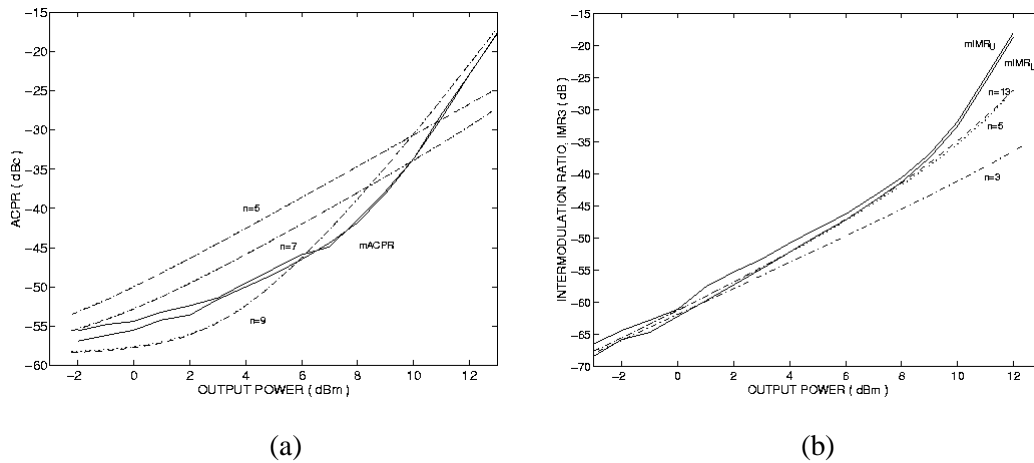 −15
−20
−25
−30
−35
−40
−45
−50
−55
−60
ACPR ( dBc )
n=5
n=7
mACPR
n=9
−2 0 2 4 6 8 10 12
OUTPUT POWER ( dBm )
(a)
−15
−20
−25
−30
−35
−40
−45
−50
−55
−60
−65
−70
INTERMODULATION RATIO, IMR3 ( dB )
mIMR_U
mIMR_L
n=13
n=5
n=3
−2 0 2 4 6 8 10 12
OUTPUT POWER ( dBm )
(b)